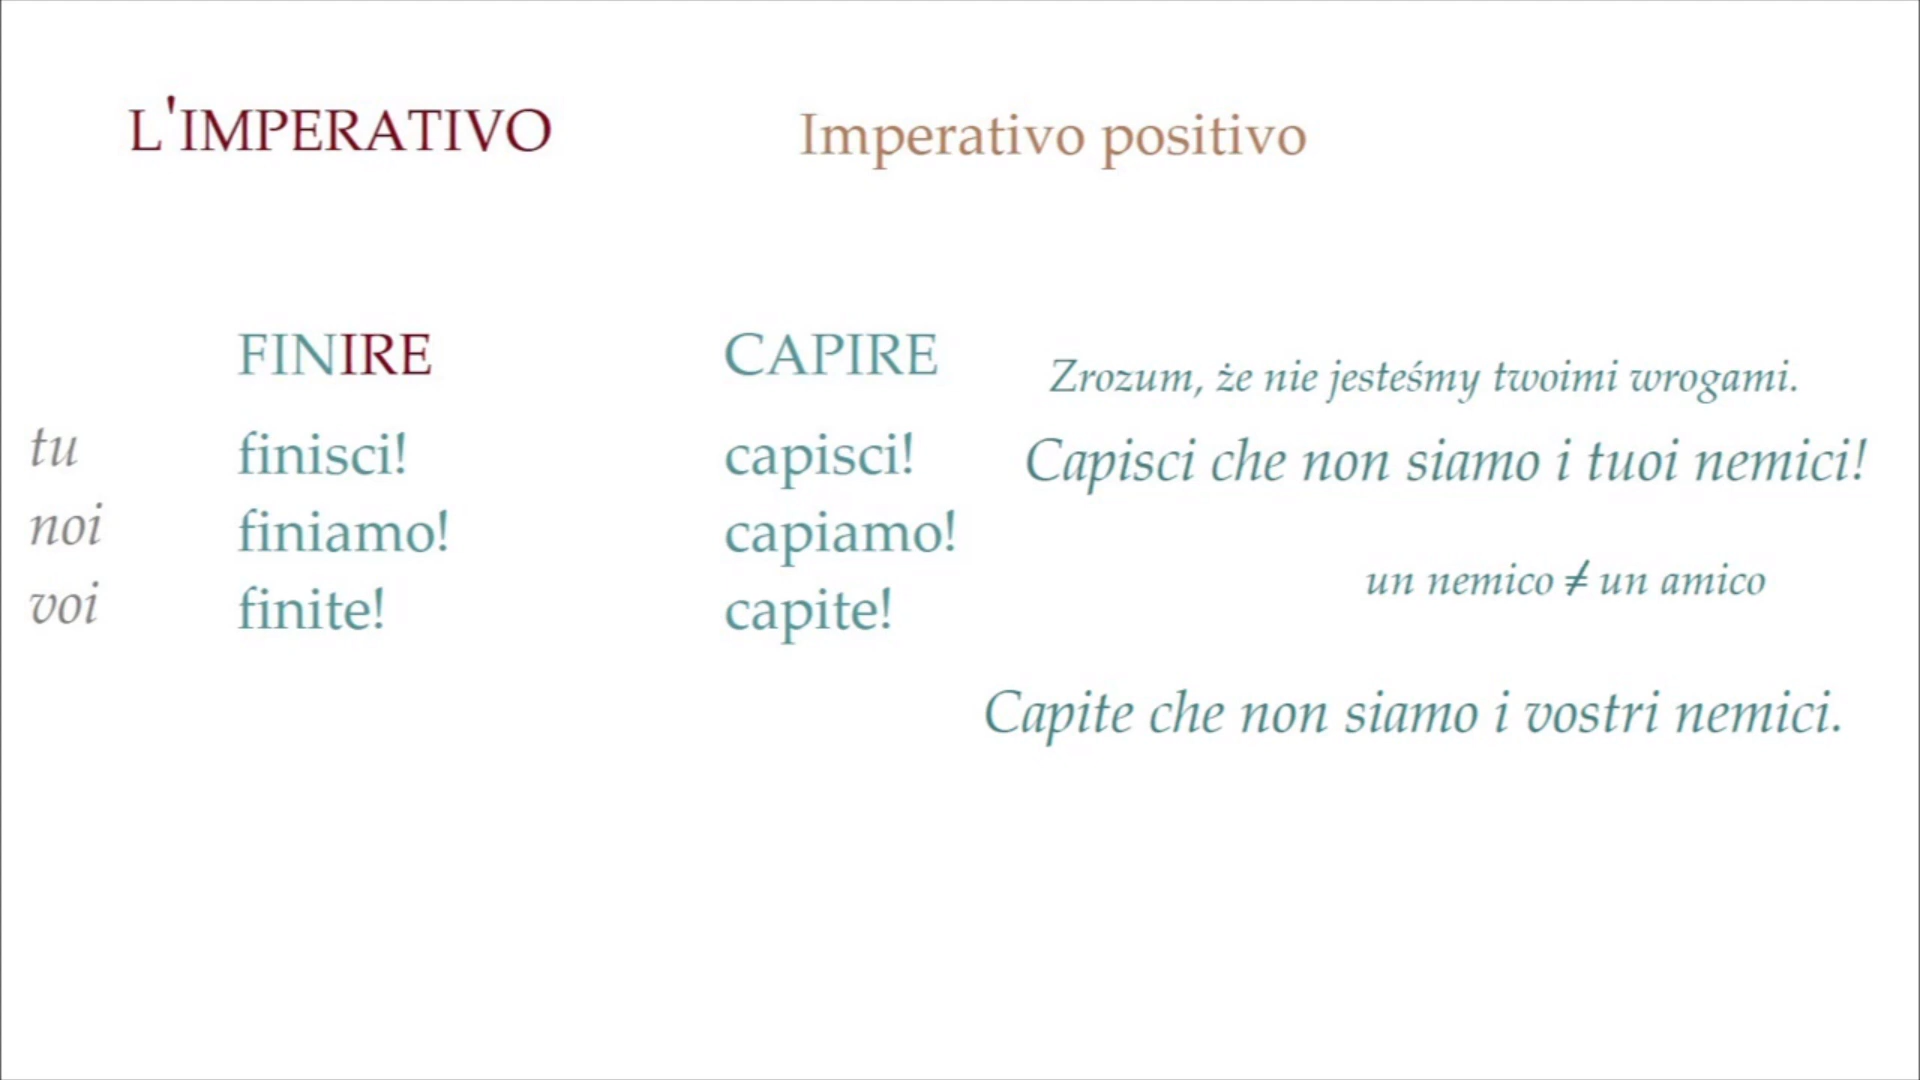 L'IMPERATIVO
Imperativo positivo
FINIRE
CAPIRE
Zrozum, że nie jesteśmy twoimi wrogami.
tu
finisci!
capisci!
Capisci che non siamo i tuoi nemici!
noi
finiamo!
capiamo!
un nemico ≠ un amico
voi
finite!
capite!
Capite che non siamo i vostri nemici.